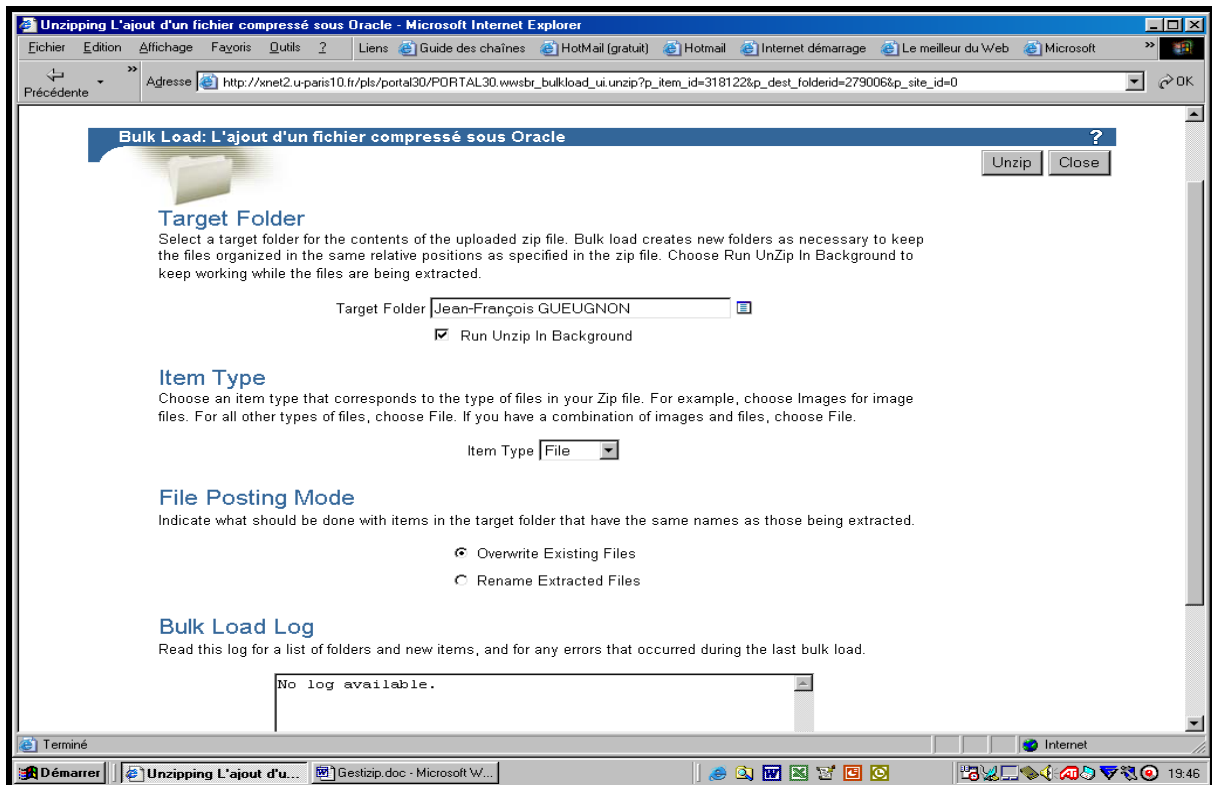 Unzipping L'ajout d'un fichier compressé sous Oracle - Microsoft Internet Explorer
Fichier Edition Affichage Favoris Outils ? Liens Guide des chaînes HotMail (gratuit) Hotmail Internet démarrage Le meilleur du Web Microsoft »
Précédente » Adresse http://xnet2.u-paris10.fr/pls/portal30/PORTAL30.wwsbr_bulkload_ui.unzip?p_item_id=318122&p_dest_folderid=279006&p_site_id=0 OK
Bulk Load: L'ajout d'un fichier compressé sous Oracle ?
Unzip Close
Target Folder
Select a target folder for the contents of the uploaded zip file. Bulk load creates new folders as necessary to keep
the files organized in the same relative positions as specified in the zip file. Choose Run UnZip In Background to
keep working while the files are being extracted.
Target Folder Jean-François GUEUGNON
Run Unzip In Background
Item Type
Choose an item type that corresponds to the type of files in your Zip file. For example, choose Images for image
files. For all other types of files, choose File. If you have a combination of images and files, choose File.
Item Type File
File Posting Mode
Indicate what should be done with items in the target folder that have the same names as those being extracted.
Overwrite Existing Files
Rename Extracted Files
Bulk Load Log
Read this log for a list of folders and new items, and for any errors that occurred during the last bulk load.
No log available.
Terminé Internet
Démarrer Unzipping L'ajout d'u... Gestizip.doc - Microsoft W... 19:46